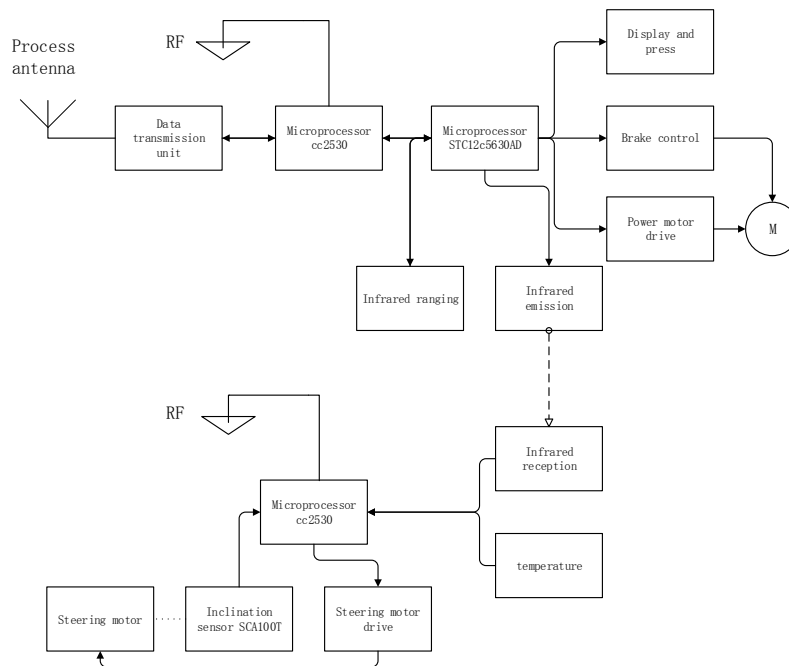 Process
antenna
RF
Display and
press
Data
transmission
unit
Microprocessor
cc2530
Microprocessor
STC12c5630AD
Brake control
Power motor
drive
M
Infrared ranging
Infrared
emission
RF
Infrared
reception
Microprocessor
cc2530
temperature
Steering motor
Inclination
sensor SCA100T
Steering motor
drive